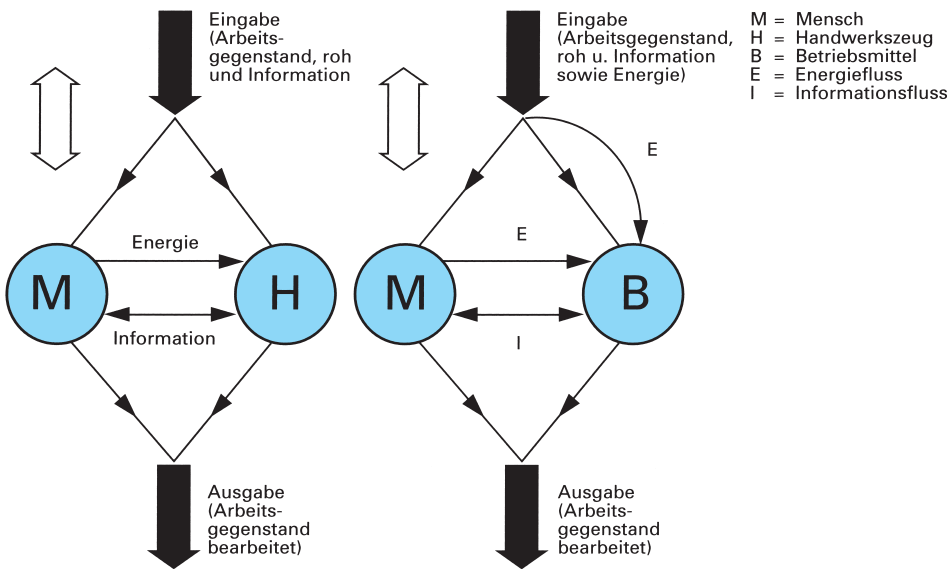 Eingabe
(Arbeits-
gegenstand, roh
und Information
Energie
M
H
Information
Ausgabe
(Arbeits-
gegenstand
bearbeitet)
Eingabe
(Arbeitsgegenstand,
roh u. Information
sowie Energie)
E
E
M
B
I
Ausgabe
(Arbeits-
gegenstand
bearbeitet)
M = Mensch
H = Handwerkszeug
B = Betriebsmittel
E = Energiefluss
I = Informationsfluss